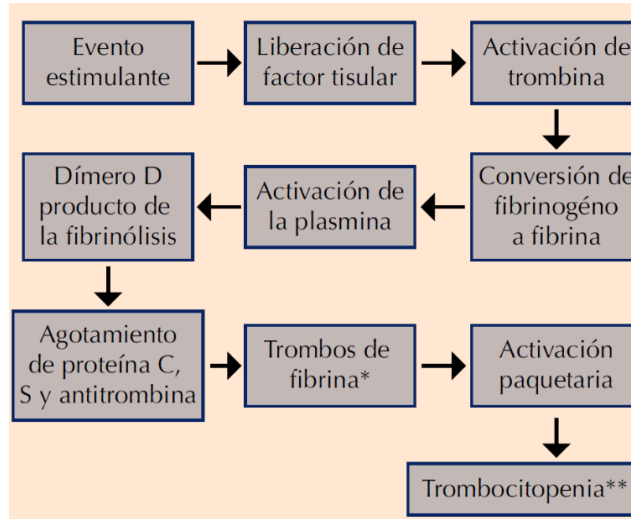 Evento
estimulante
Liberación de
factor tisular
Activación de
trombina
Conversión de
fibrinogéno
a fibrina
Activación de
la plasmina
Dímero D
producto de
la fibrinólisis
Agotamiento
de proteína C,
S y antitrombina
Trombos de
fibrina*
Activación
paquetaria
Trombocitopenia**